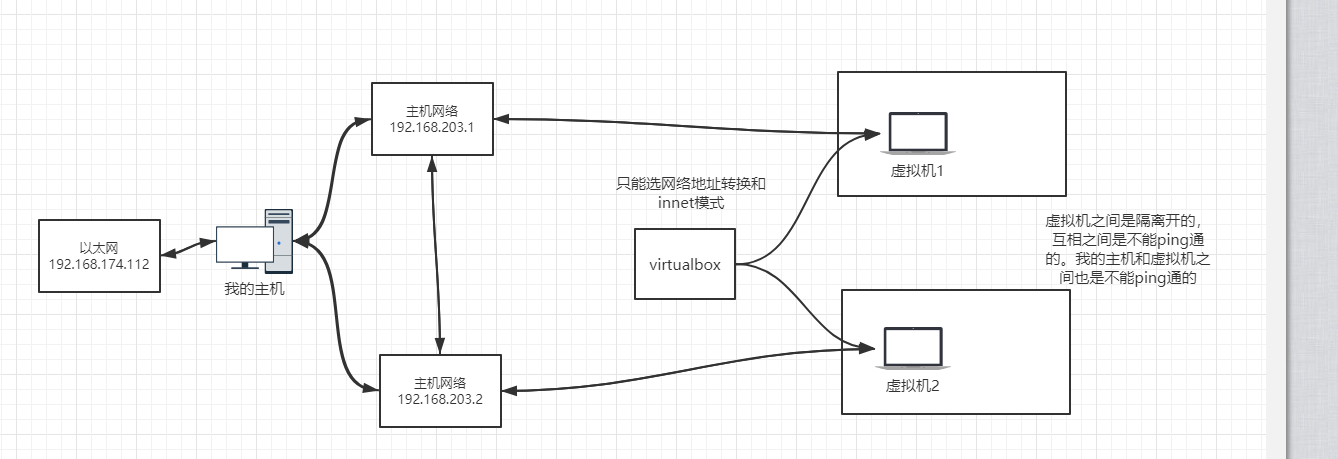 主机网络
192.168.203.1
虚拟机1
只能选网络地址转换和
innet模式
虚拟机之间是隔离开的，
互相之间是不能ping通
的。我的主机和虚拟机之
间也是不能ping通的
以太网
192.168.174.112
我的主机
virtualbox
主机网络
192.168.203.2
虚拟机2